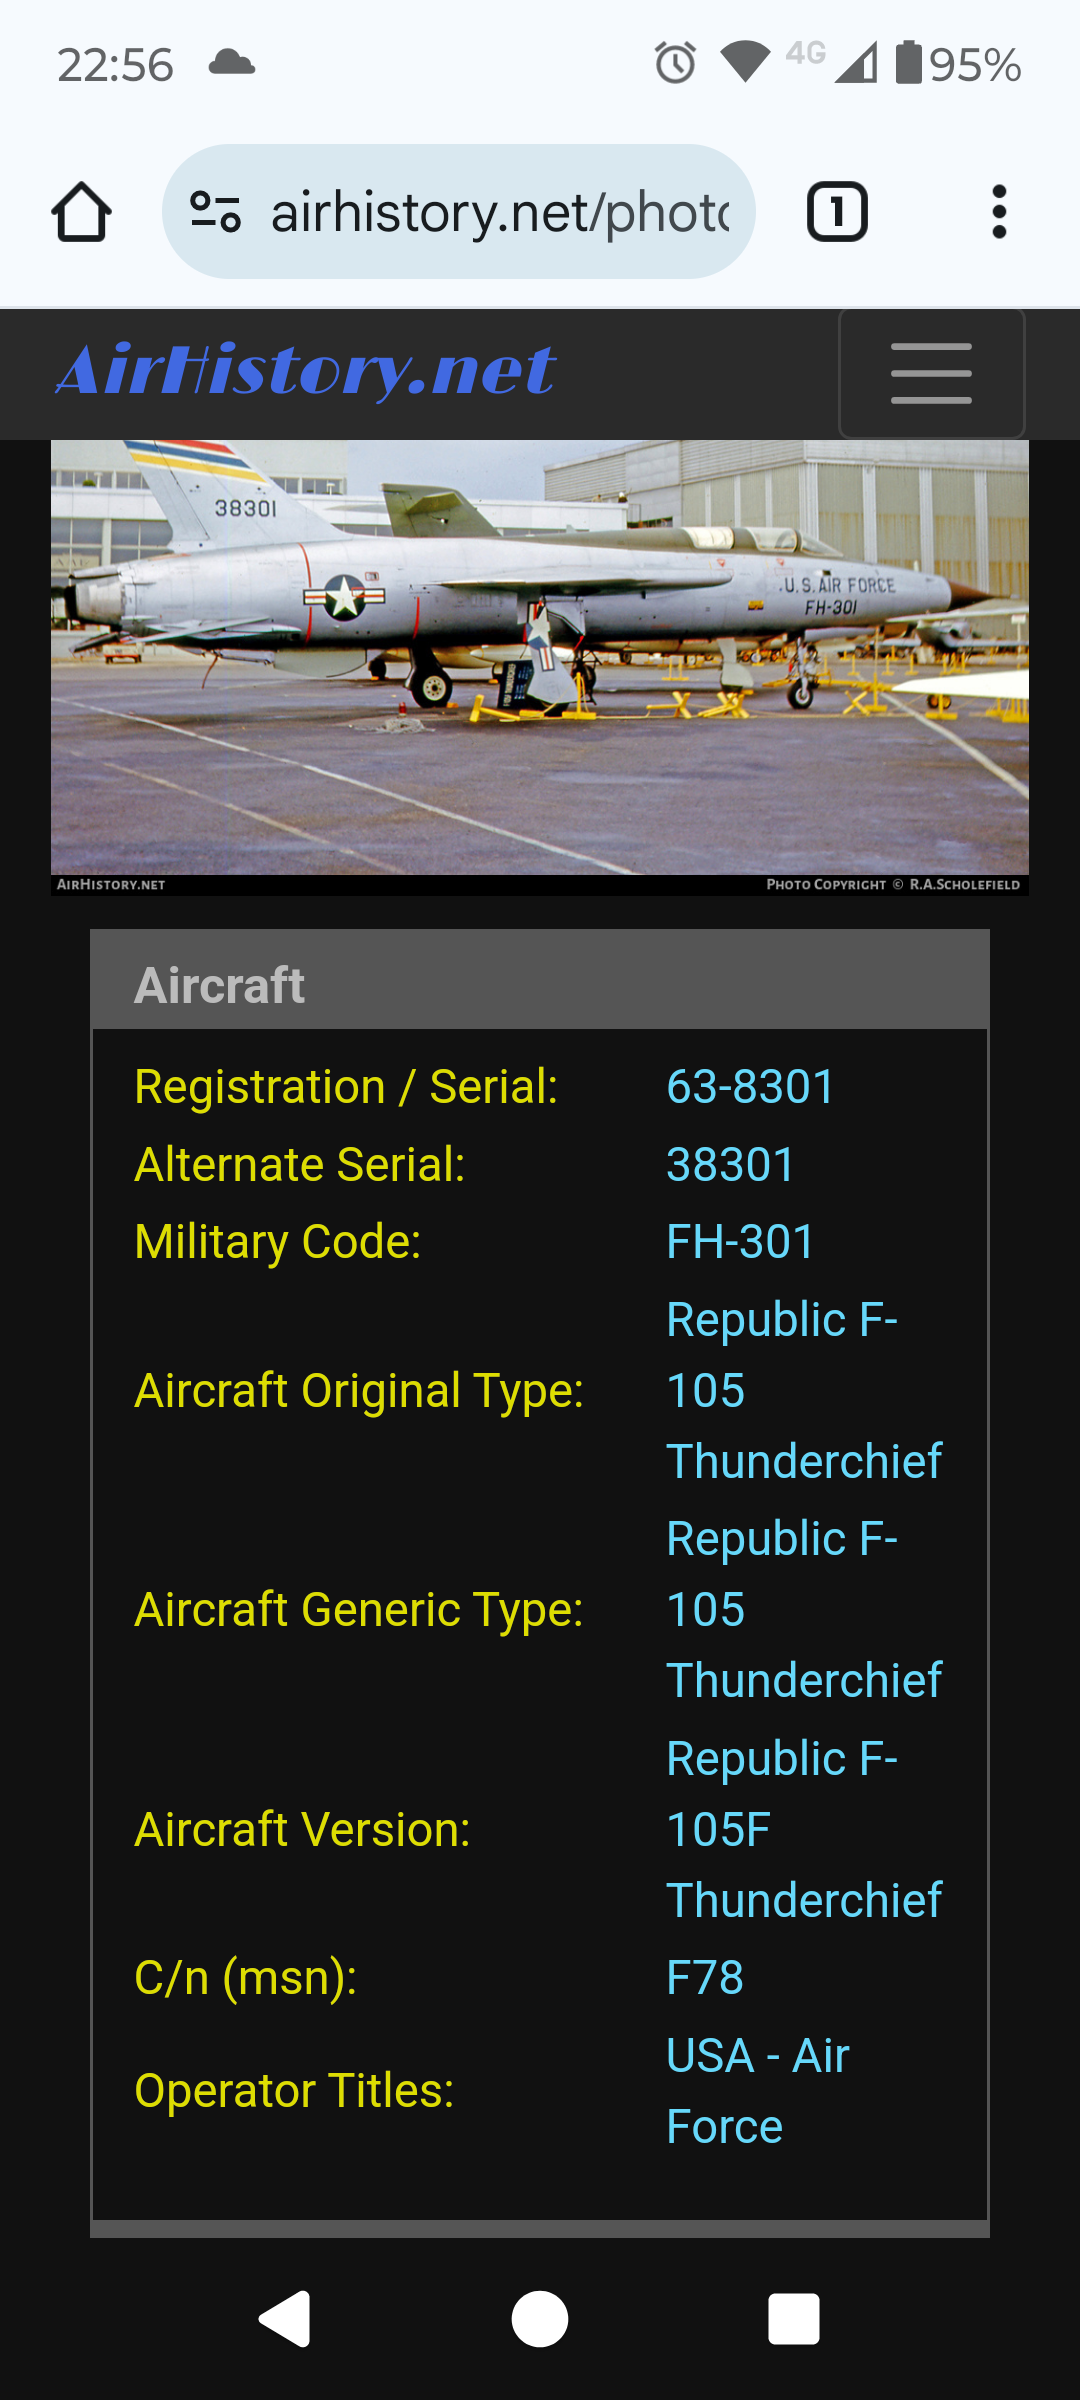 22:56
4G
95%
airhistory.net/phot
1
AirHistory.net
38301
U.S. AIR FORCE
FH-301
AIRHISTORY.NET
PHOTO COPYRIGHT © R.A.SCHOLEFIELD
Aircraft
Registration / Serial: 63-8301
Alternate Serial: 38301
Military Code: FH-301
Republic F-
Aircraft Original Type: 105
Thunderchief
Republic F-
Aircraft Generic Type: 105
Thunderchief
Republic F-
Aircraft Version: 105F
Thunderchief
C/n (msn): F78
USA - Air
Operator Titles:
Force